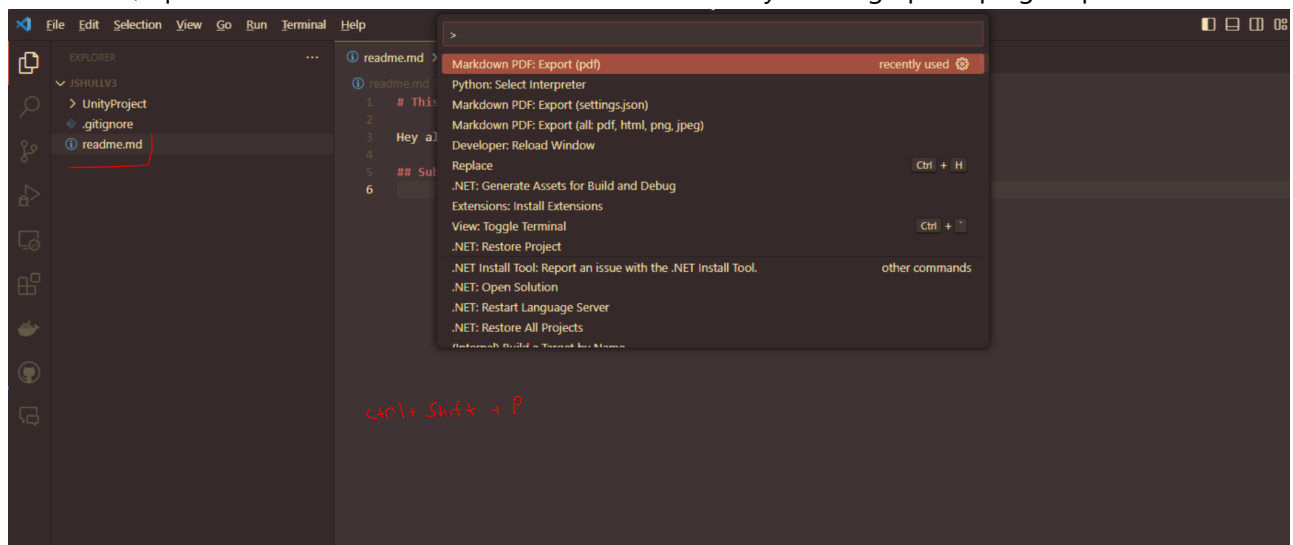 File Edit Selection View Go Run Terminal Help
>
EXPLORER ...
readme.md >
Markdown PDF: Export (pdf) recently used
JSHULLV3
readme.md
Python: Select Interpreter
UnityProject
1 # This
Markdown PDF: Export (settings.json)
.gitignore
2
Markdown PDF: Export (all: pdf, html, png, jpeg)
readme.md
3 Hey al
Developer: Reload Window
4
Replace Ctrl + H
5 ## Sub
.NET: Generate Assets for Build and Debug
6
Extensions: Install Extensions
View: Toggle Terminal Ctrl + `
.NET: Restore Project
.NET Install Tool: Report an issue with the .NET Install Tool. other commands
.NET: Open Solution
.NET: Restart Language Server
.NET: Restore All Projects
(Internal) Build a Target by Name
ctrl + Shift + P